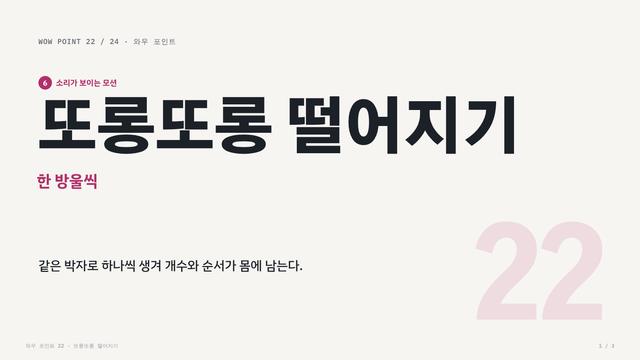 WOW POINT 22 / 24 · 와우 포인트
6 소리가 보이는 모션
또롱또롱 떨어지기
한 방울씩
같은 박자로 하나씩 생겨 개수와 순서가 몸에 남는다.
22
와우 포인트 22 · 또롱또롱 떨어지기
1 / 3